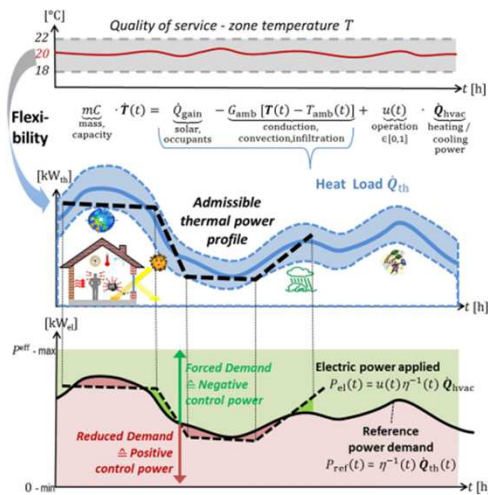 [°C]
Quality of service - zone temperature T
22
20
18
t [h]
Flexi-
bility
mC · Ṫ(t) = Q̇gain − Gamb [T(t) − Tamb(t)] + u(t) · Q̇hvac
mass, capacity solar, occupants conduction, convection,infiltration operation ∈[0,1] heating / cooling power
[kWth]
Heat Load Q̇th
Admissible
thermal power
profile
t [h]
[kWel]
Peff - max
Forced Demand
≙ Negative
control power
Electric power applied
Pel(t) = u(t) η⁻¹(t) Q̇hvac
Reduced Demand
≙ Positive
control power
Reference
power demand
Pref(t) = η⁻¹(t) Q̇th(t)
0 - min
t [h]